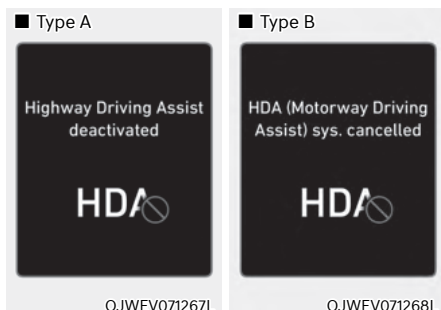 ■ Type A
Highway Driving Assist
deactivated
HDA
OJWEV071267L
■ Type B
HDA (Motorway Driving
Assist) sys. cancelled
HDA
OJWEV071268L